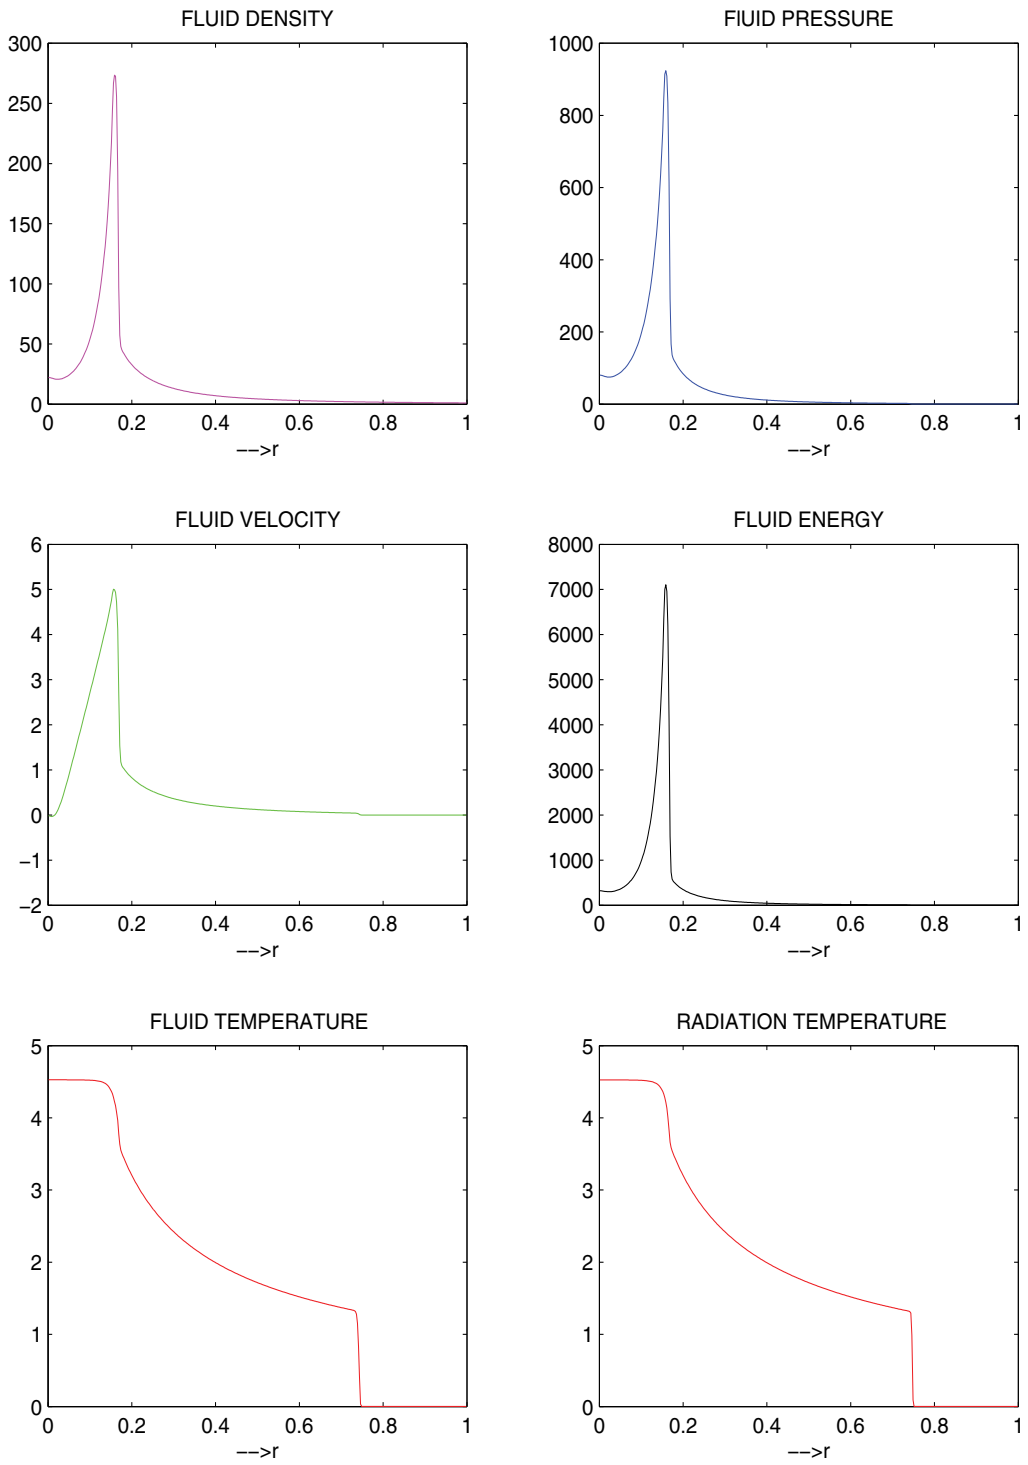 FLUID DENSITY
300
250
200
150
100
50
0
0 0.2 0.4 0.6 0.8 1
-->r
FlUID PRESSURE
1000
800
600
400
200
0
0 0.2 0.4 0.6 0.8 1
-->r
FLUID VELOCITY
6
5
4
3
2
1
0
−1
−2
0 0.2 0.4 0.6 0.8 1
-->r
FLUID ENERGY
8000
7000
6000
5000
4000
3000
2000
1000
0
0 0.2 0.4 0.6 0.8 1
-->r
FLUID TEMPERATURE
5
4
3
2
1
0
0 0.2 0.4 0.6 0.8 1
-->r
RADIATION TEMPERATURE
5
4
3
2
1
0
0 0.2 0.4 0.6 0.8 1
-->r